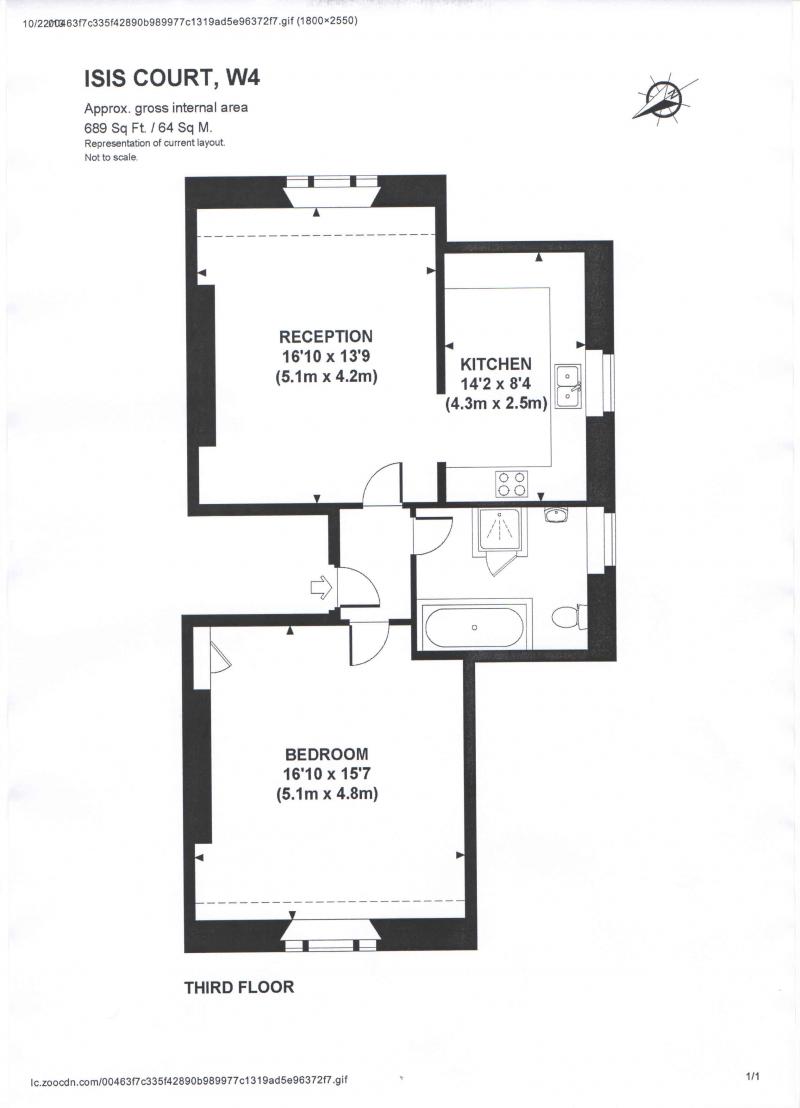 00463f7c335f42890b989977c1319ad5e96372f7.gif (1800×2550)
ISIS COURT, W4
Approx. gross internal area
689 Sq Ft. / 64 Sq M.
Representation of current layout.
Not to scale.
N
RECEPTION
16'10 x 13'9
(5.1m x 4.2m)
KITCHEN
14'2 x 8'4
(4.3m x 2.5m)
BEDROOM
16'10 x 15'7
(5.1m x 4.8m)
THIRD FLOOR
lc.zoocdn.com/00463f7c335f42890b989977c1319ad5e96372f7.gif
1/1